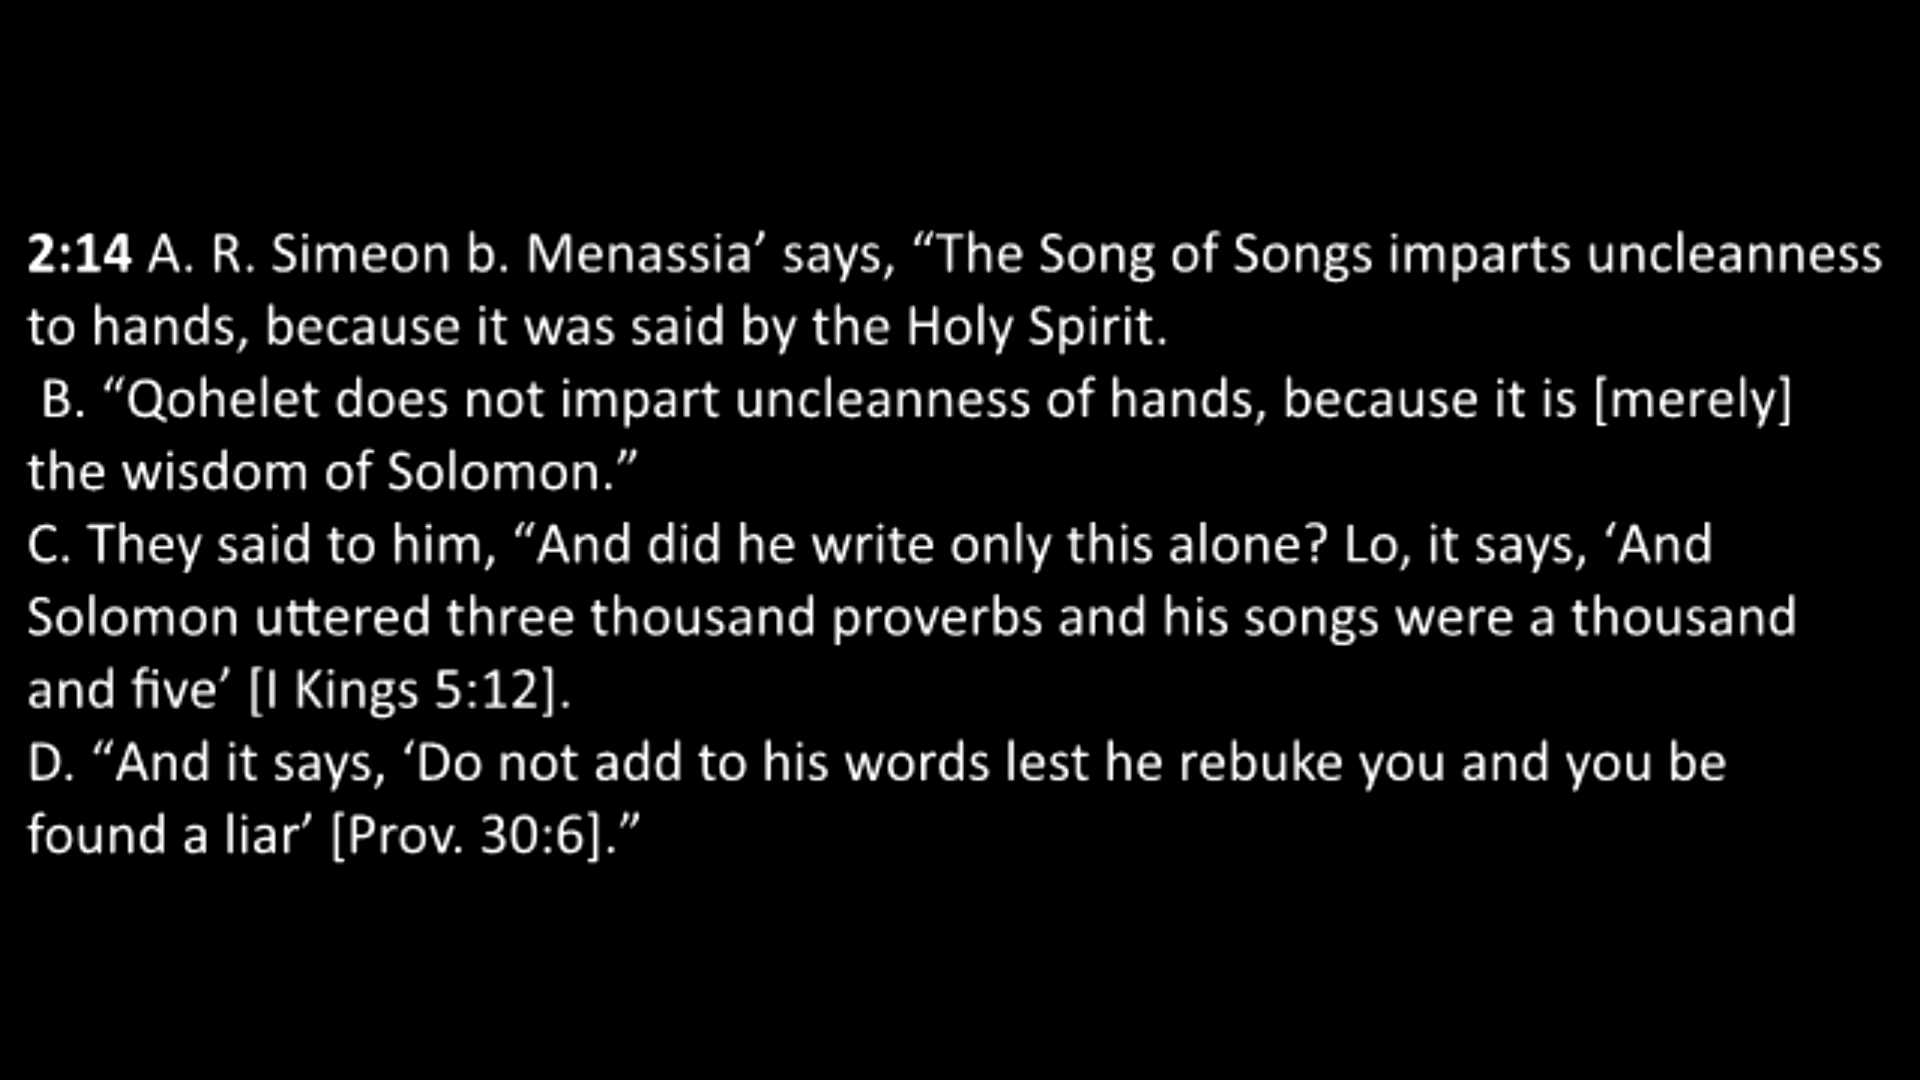 2:14 A. R. Simeon b. Menassia’ says, “The Song of Songs imparts uncleanness
to hands, because it was said by the Holy Spirit.
B. “Qohelet does not impart uncleanness of hands, because it is [merely]
the wisdom of Solomon.”
C. They said to him, “And did he write only this alone? Lo, it says, ‘And
Solomon uttered three thousand proverbs and his songs were a thousand
and five’ [I Kings 5:12].
D. “And it says, ‘Do not add to his words lest he rebuke you and you be
found a liar’ [Prov. 30:6].”